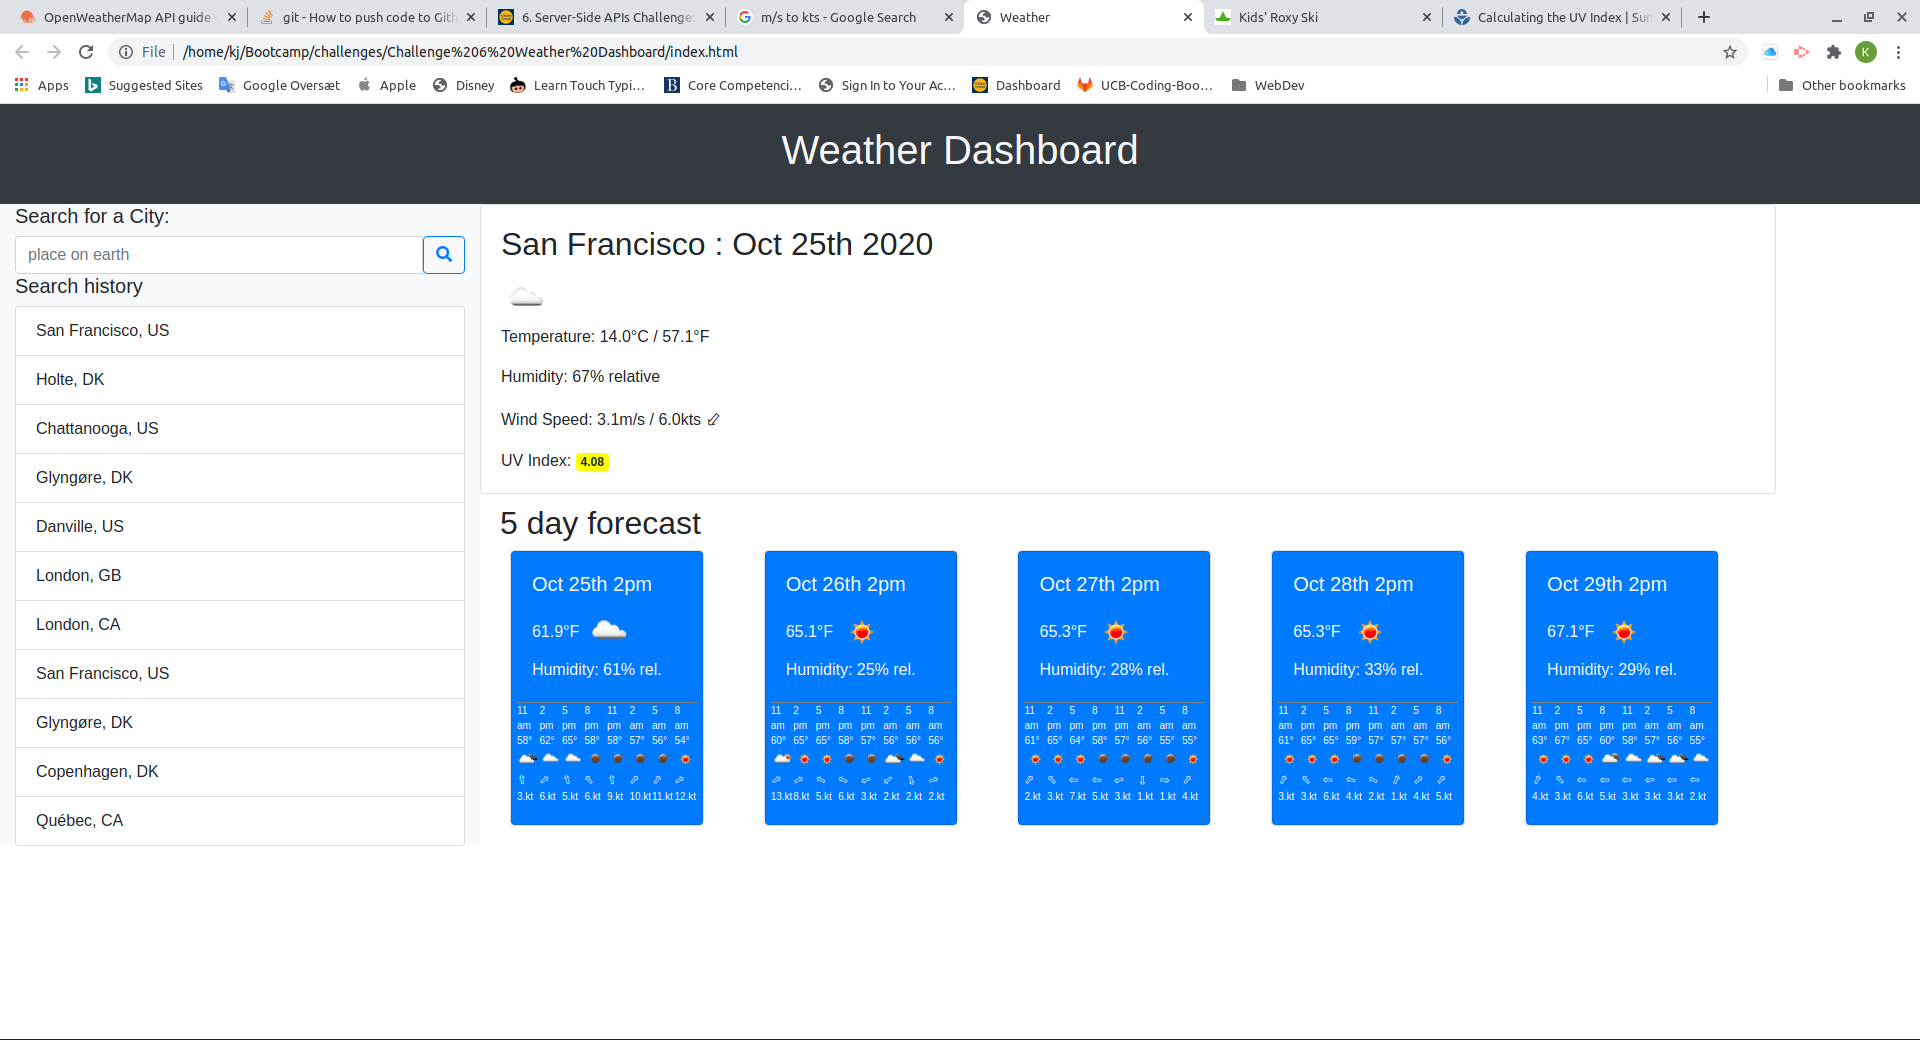 OpenWeatherMap API guide -
git - How to push code to Gith
6. Server-Side APIs Challenge:
m/s to kts - Google Search
Weather
Kids' Roxy Ski
Calculating the UV Index | Sun
File
/home/kj/Bootcamp/challenges/Challenge%206%20Weather%20Dashboard/index.html
K
Apps
Suggested Sites
Google Oversæt
Apple
Disney
Learn Touch Typi...
Core Competenci...
Sign In to Your Ac...
Dashboard
UCB-Coding-Boo...
WebDev
Other bookmarks
Weather Dashboard
Search for a City:
place on earth
Search history
San Francisco, US
Holte, DK
Chattanooga, US
Glyngøre, DK
Danville, US
London, GB
London, CA
San Francisco, US
Glyngøre, DK
Copenhagen, DK
Québec, CA
San Francisco : Oct 25th 2020
Temperature: 14.0°C / 57.1°F
Humidity: 67% relative
Wind Speed: 3.1m/s / 6.0kts
UV Index: 4.08
5 day forecast
Oct 25th 2pm
61.9°F
Humidity: 61% rel.
11 2 5 8 11 2 5 8
am pm pm pm pm am am am
58° 62° 65° 58° 58° 57° 56° 54°
3.kt 6.kt 5.kt 6.kt 9.kt 10.kt 11.kt 12.kt
Oct 26th 2pm
65.1°F
Humidity: 25% rel.
11 2 5 8 11 2 5 8
am pm pm pm pm am am am
60° 65° 65° 58° 57° 56° 56° 56°
13.kt 8.kt 5.kt 6.kt 3.kt 2.kt 2.kt 2.kt
Oct 27th 2pm
65.3°F
Humidity: 28% rel.
11 2 5 8 11 2 5 8
am pm pm pm pm am am am
61° 65° 64° 58° 57° 56° 55° 55°
2.kt 3.kt 7.kt 5.kt 3.kt 1.kt 1.kt 4.kt
Oct 28th 2pm
65.3°F
Humidity: 33% rel.
11 2 5 8 11 2 5 8
am pm pm pm pm am am am
61° 65° 65° 59° 57° 57° 57° 56°
3.kt 3.kt 6.kt 4.kt 2.kt 1.kt 4.kt 5.kt
Oct 29th 2pm
67.1°F
Humidity: 29% rel.
11 2 5 8 11 2 5 8
am pm pm pm pm am am am
63° 67° 65° 60° 58° 57° 56° 55°
4.kt 3.kt 6.kt 5.kt 3.kt 3.kt 3.kt 2.kt